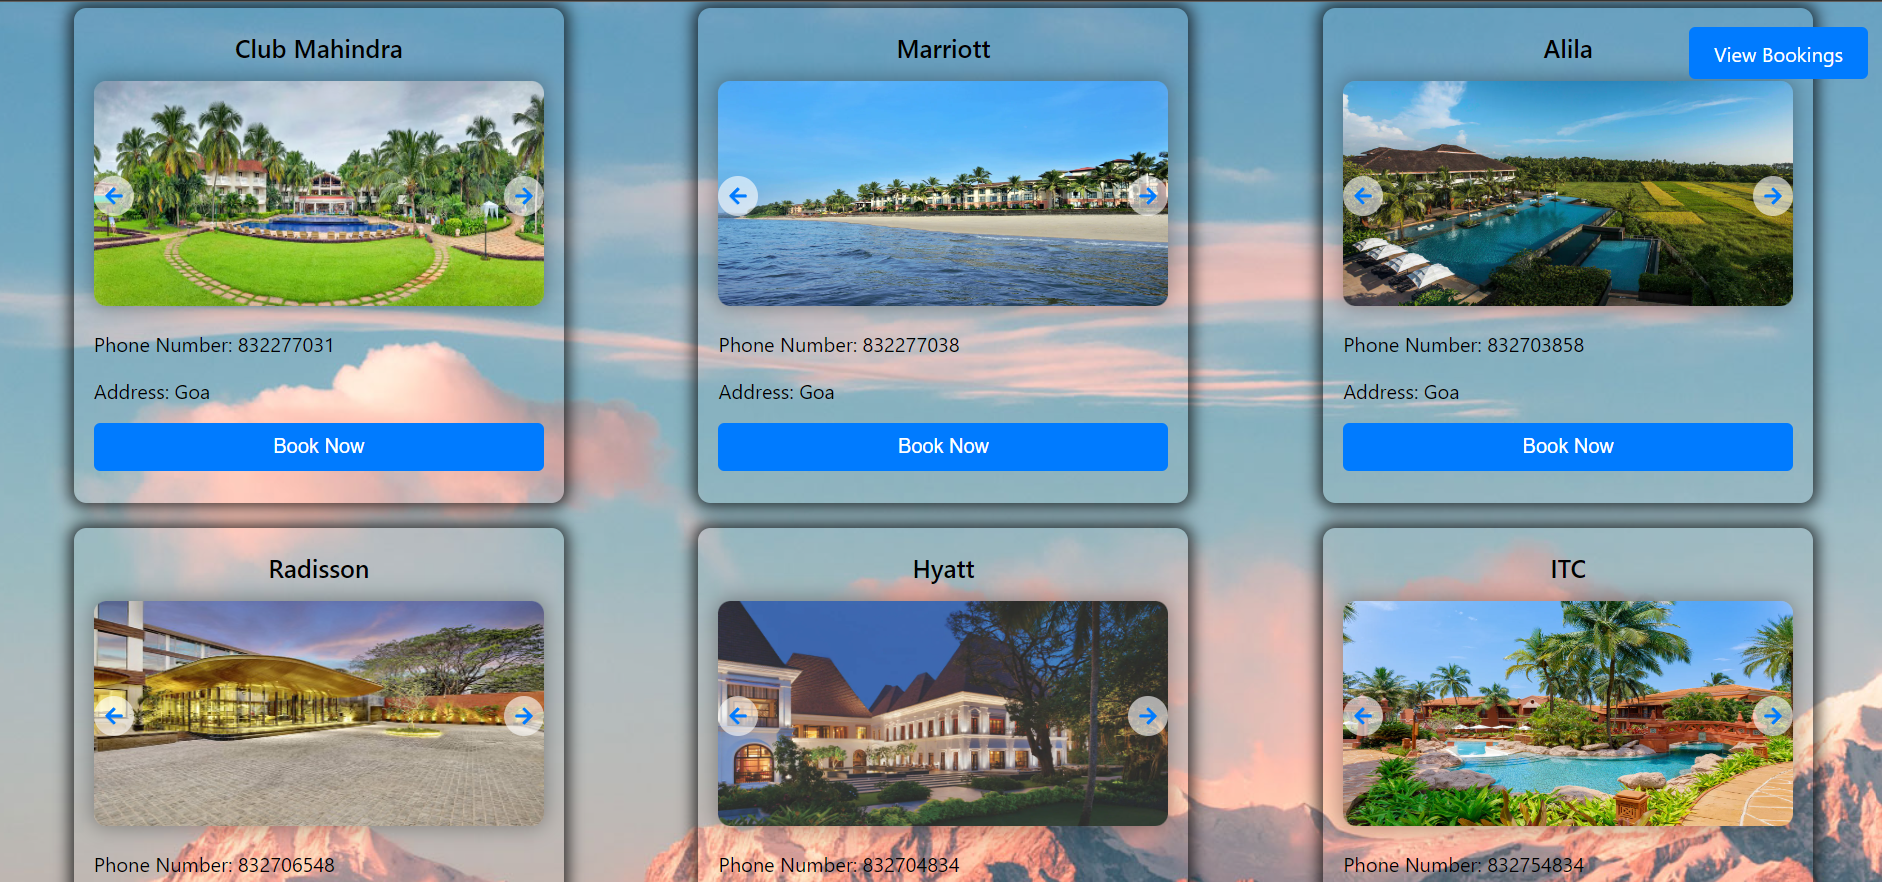 Club Mahindra
Marriott
Alila
View Bookings
Phone Number: 832277031
Phone Number: 832277038
Phone Number: 832703858
Address: Goa
Address: Goa
Address: Goa
Book Now
Book Now
Book Now
Radisson
Hyatt
ITC
Phone Number: 832706548
Phone Number: 832704834
Phone Number: 832754834